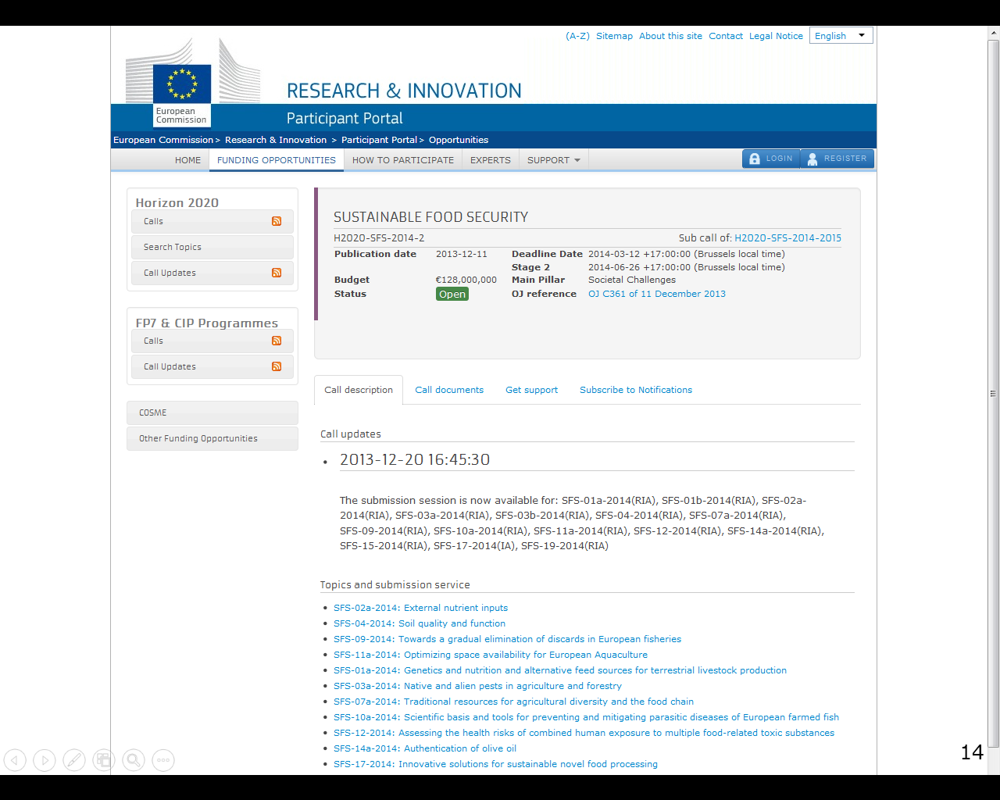 (A-Z) Sitemap About this site Contact Legal Notice English
RESEARCH & INNOVATION
European
Commission
Participant Portal
European Commission > Research & Innovation > Participant Portal > Opportunities
HOME FUNDING OPPORTUNITIES HOW TO PARTICIPATE EXPERTS SUPPORT LOGIN REGISTER
Horizon 2020
Calls
Search Topics
Call Updates
FP7 & CIP Programmes
Calls
Call Updates
COSME
Other Funding Opportunities
SUSTAINABLE FOOD SECURITY
H2020-SFS-2014-2 Sub call of: H2020-SFS-2014-2015
Publication date 2013-12-11 Deadline Date 2014-03-12 +17:00:00 (Brussels local time)
Stage 2 2014-06-26 +17:00:00 (Brussels local time)
Budget €128,000,000 Main Pillar Societal Challenges
Status Open OJ reference OJ C361 of 11 December 2013
Call description Call documents Get support Subscribe to Notifications
Call updates
• 2013-12-20 16:45:30
The submission session is now available for: SFS-01a-2014(RIA), SFS-01b-2014(RIA), SFS-02a-
2014(RIA), SFS-03a-2014(RIA), SFS-03b-2014(RIA), SFS-04-2014(RIA), SFS-07a-2014(RIA),
SFS-09-2014(RIA), SFS-10a-2014(RIA), SFS-11a-2014(RIA), SFS-12-2014(RIA), SFS-14a-2014(RIA),
SFS-15-2014(RIA), SFS-17-2014(IA), SFS-19-2014(RIA)
Topics and submission service
• SFS-02a-2014: External nutrient inputs
• SFS-04-2014: Soil quality and function
• SFS-09-2014: Towards a gradual elimination of discards in European fisheries
• SFS-11a-2014: Optimizing space availability for European Aquaculture
• SFS-01a-2014: Genetics and nutrition and alternative feed sources for terrestrial livestock production
• SFS-03a-2014: Native and alien pests in agriculture and forestry
• SFS-07a-2014: Traditional resources for agricultural diversity and the food chain
• SFS-10a-2014: Scientific basis and tools for preventing and mitigating parasitic diseases of European farmed fish
• SFS-12-2014: Assessing the health risks of combined human exposure to multiple food-related toxic substances
• SFS-14a-2014: Authentication of olive oil
• SFS-17-2014: Innovative solutions for sustainable novel food processing
14